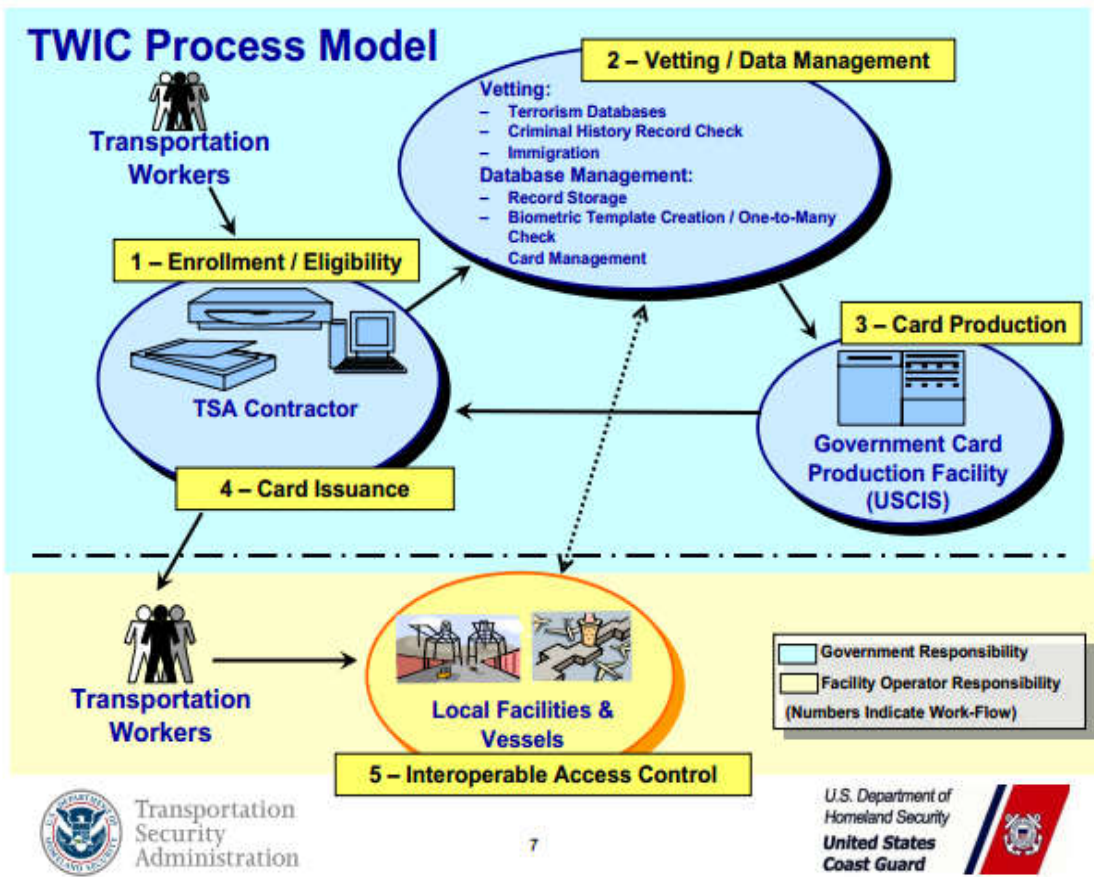 TWIC Process Model
Transportation
Workers
2 – Vetting / Data Management
Vetting:
– Terrorism Databases
– Criminal History Record Check
– Immigration
Database Management:
– Record Storage
– Biometric Template Creation / One-to-Many
Check
– Card Management
1 – Enrollment / Eligibility
TSA Contractor
3 – Card Production
Government Card
Production Facility
(USCIS)
4 – Card Issuance
Transportation
Workers
Local Facilities &
Vessels
5 – Interoperable Access Control
Government Responsibility
Facility Operator Responsibility
(Numbers Indicate Work-Flow)
Transportation
Security
Administration
7
U.S. Department of
Homeland Security
United States
Coast Guard